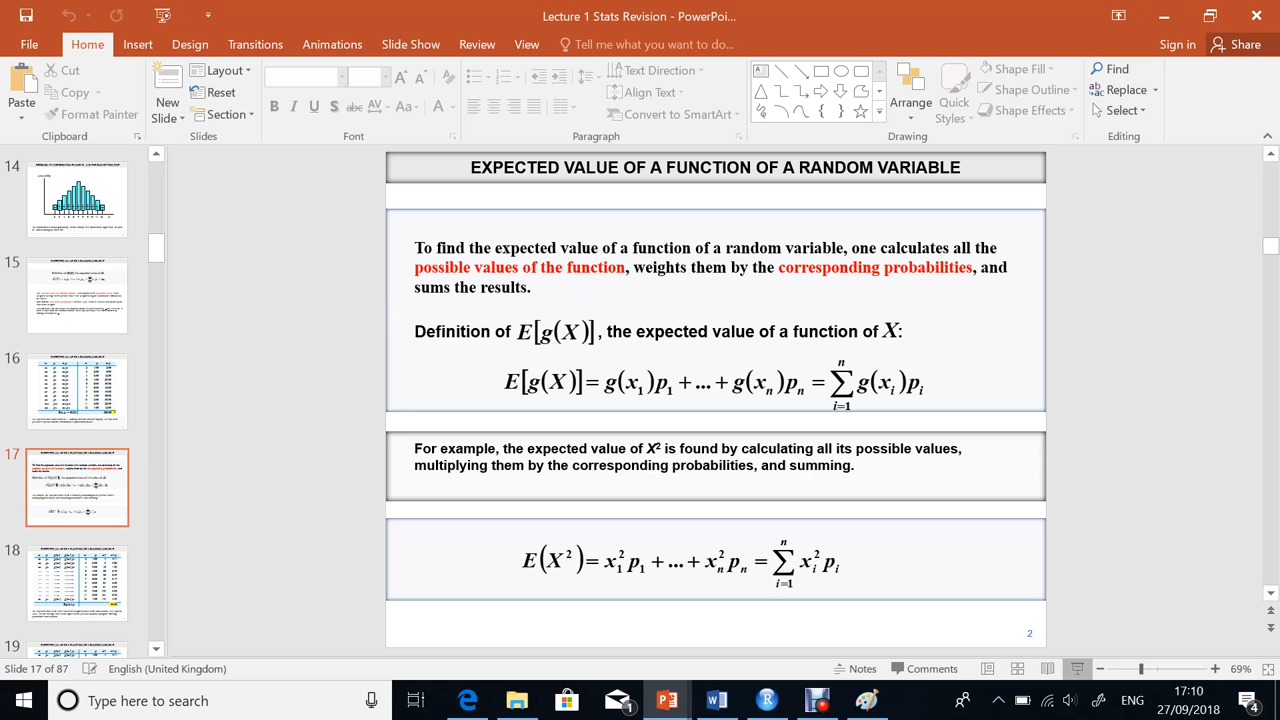 Lecture 1 Stats Revision - PowerPoi...
File Home Insert Design Transitions Animations Slide Show Review View Tell me what you want to do... Sign in Share
Paste Cut Copy Format Painter
Clipboard
New Slide Layout Reset Section
Slides
B I U S abc AV Aa A
Font
Text Direction
Align Text
Convert to SmartArt
Paragraph
Arrange Quick Styles
Shape Fill
Shape Outline
Shape Effects
Drawing
Find
Replace
Select
Editing
14
15
16
17
18
19
EXPECTED VALUE OF A FUNCTION OF A RANDOM VARIABLE
To find the expected value of a function of a random variable, one calculates all the
possible values of the function, weights them by the corresponding probabilities, and
sums the results.
Definition of E[g(X)], the expected value of a function of X:
E[g(X)] = g(x₁)p₁ + ... + g(xₙ)pₙ = ∑ⁿᵢ₌₁ g(xᵢ)pᵢ
For example, the expected value of X² is found by calculating all its possible values,
multiplying them by the corresponding probabilities, and summing.
E(X²) = x₁²p₁ + ... + xₙ²pₙ = ∑ⁿᵢ₌₁ xᵢ²pᵢ
2
Slide 17 of 87 English (United Kingdom) Notes Comments 69%
Type here to search
ENG
17:10
27/09/2018
1
4